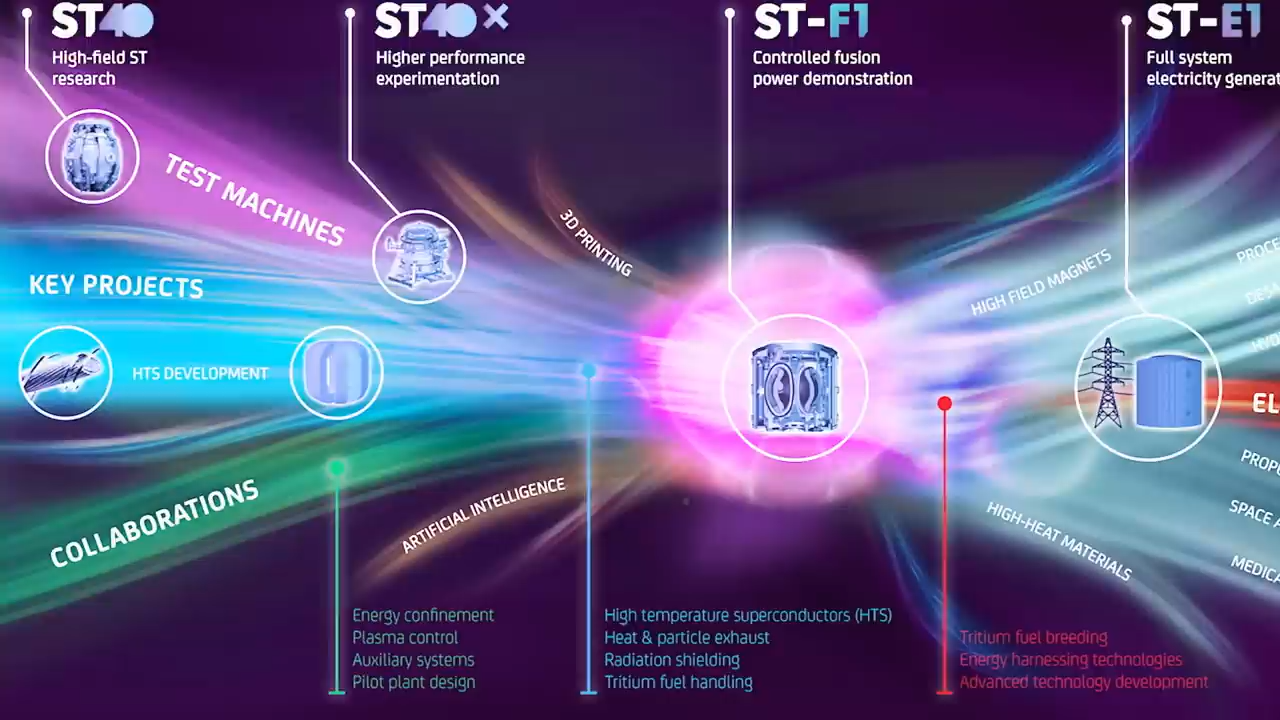 ST40
High-field ST
research
ST40 X
Higher performance
experimentation
ST-F1
Controlled fusion
power demonstration
ST-E1
Full system
TEST MACHINES
KEY PROJECTS
HTS DEVELOPMENT
COLLABORATIONS
3D PRINTING
ARTIFICIAL INTELLIGENCE
HIGH FIELD MAGNETS
HIGH-HEAT MATERIALS
Energy confinement
Plasma control
Auxiliary systems
Pilot plant design
High temperature superconductors (HTS)
Heat & particle exhaust
Radiation shielding
Tritium fuel handling
Tritium fuel breeding
Energy harnessing technologies
Advanced technology development
electricity
SPACE